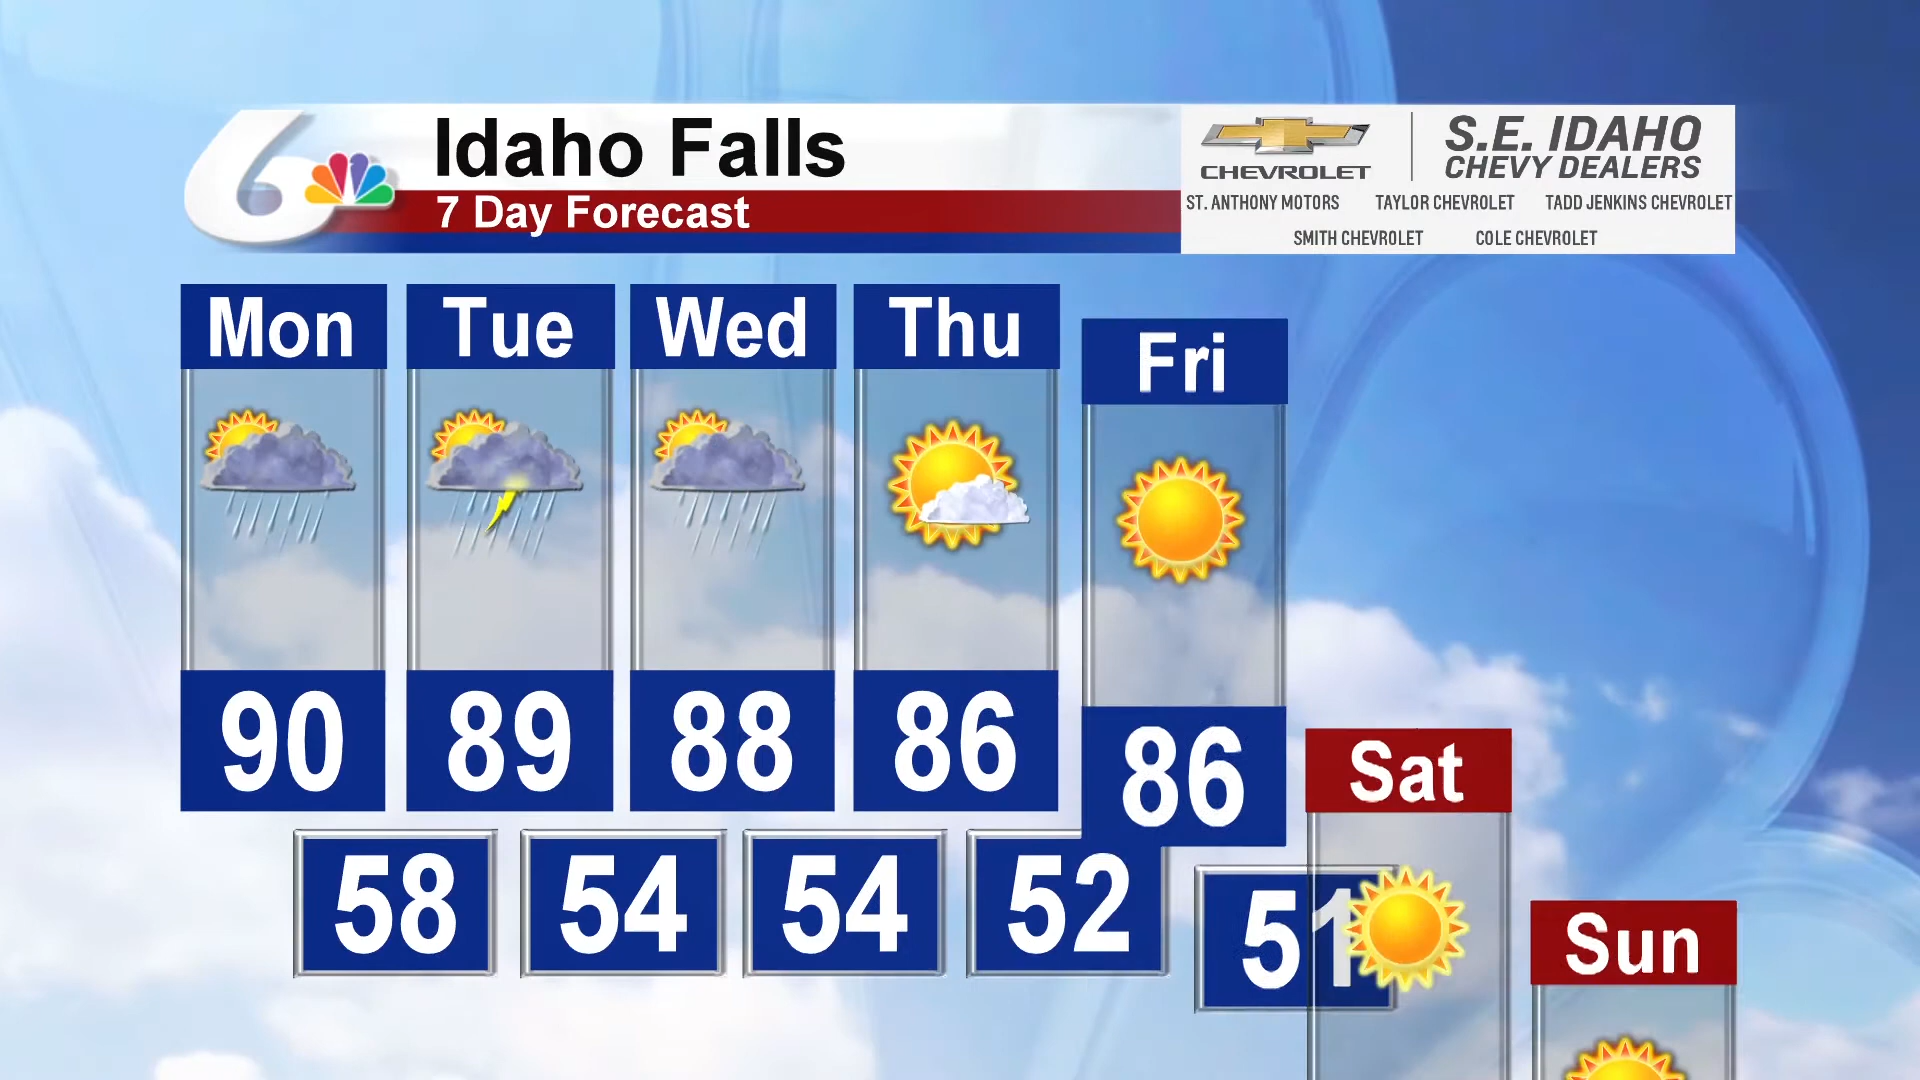 6
Idaho Falls
7 Day Forecast
CHEVROLET
S.E. IDAHO
CHEVY DEALERS
ST. ANTHONY MOTORS TAYLOR CHEVROLET TADD JENKINS CHEVROLET
SMITH CHEVROLET COLE CHEVROLET
Mon Tue Wed Thu Fri
90 89 88 86 86
Sat
58 54 54 52 51
Sun